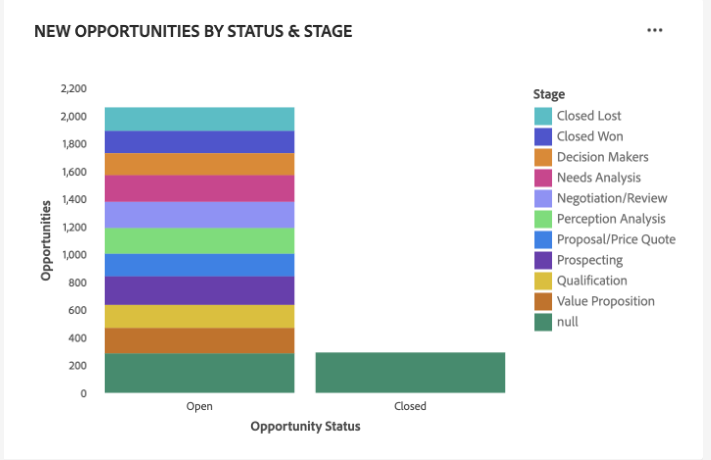 NEW OPPORTUNITIES BY STATUS & STAGE
Opportunities
2,200
2,000
1,800
1,600
1,400
1,200
1,000
800
600
400
200
0
Open
Closed
Opportunity Status
Stage
Closed Lost
Closed Won
Decision Makers
Needs Analysis
Negotiation/Review
Perception Analysis
Proposal/Price Quote
Prospecting
Qualification
Value Proposition
null